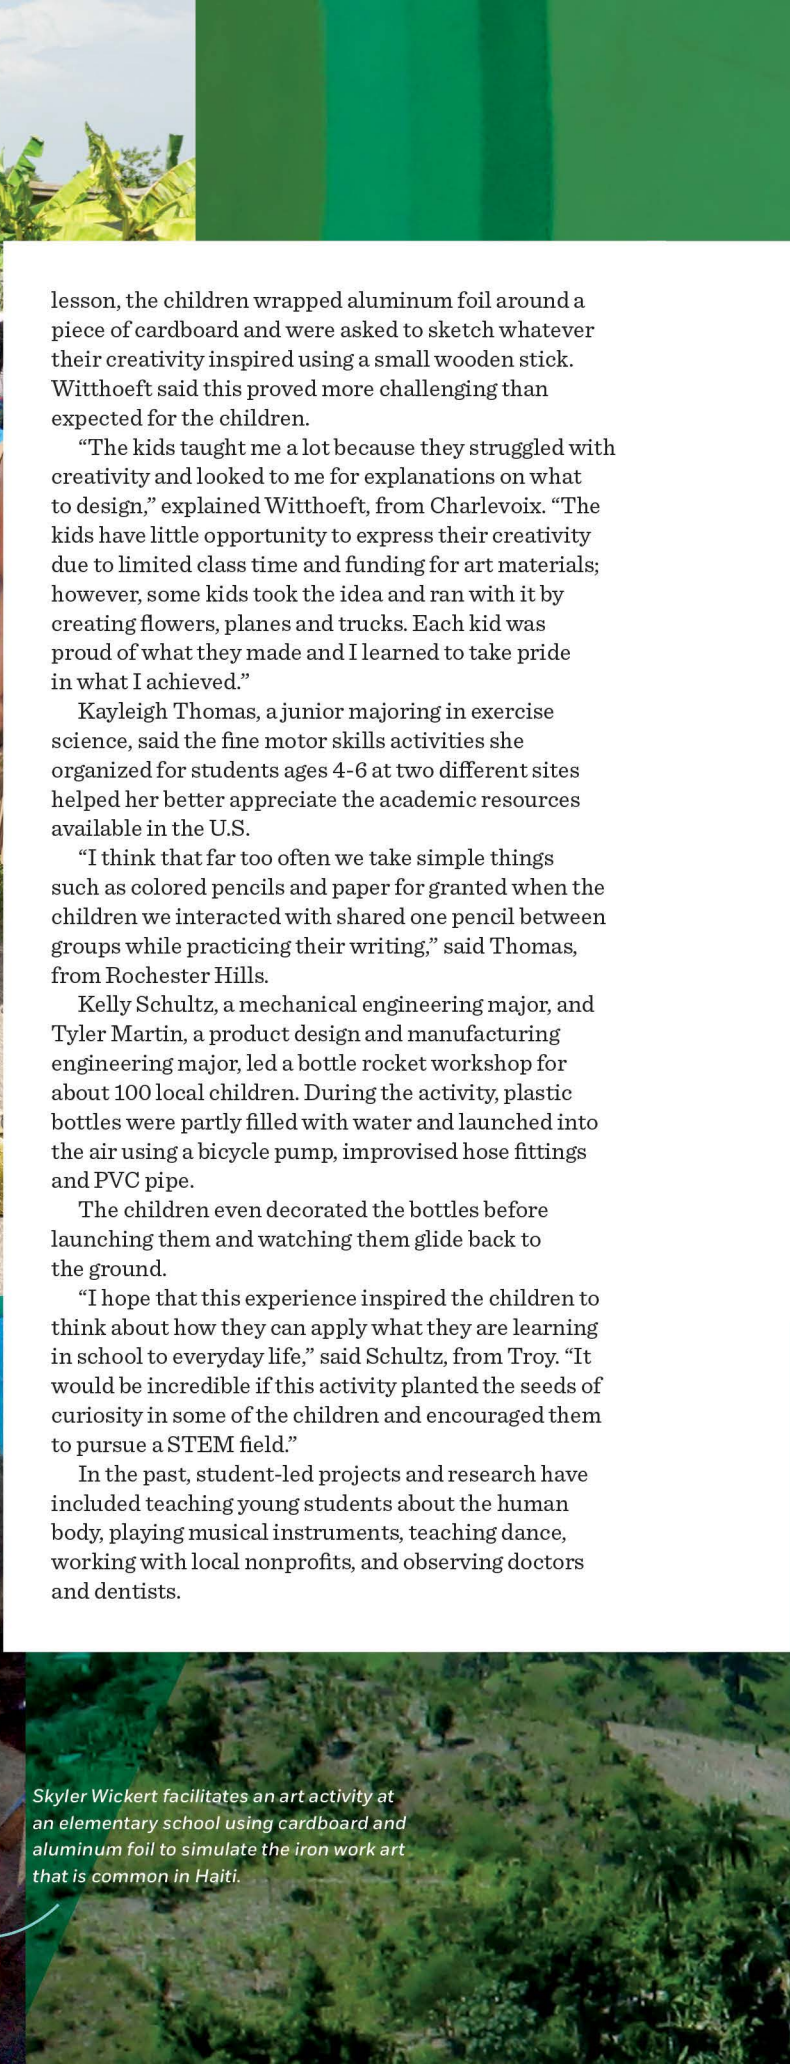 lesson, the children wrapped aluminum foil around a
piece of cardboard and were asked to sketch whatever
their creativity inspired using a small wooden stick.
Witthoeft said this proved more challenging than
expected for the children.
“The kids taught me a lot because they struggled with
creativity and looked to me for explanations on what
to design,” explained Witthoeft, from Charlevoix. “The
kids have little opportunity to express their creativity
due to limited class time and funding for art materials;
however, some kids took the idea and ran with it by
creating flowers, planes and trucks. Each kid was
proud of what they made and I learned to take pride
in what I achieved.”
Kayleigh Thomas, a junior majoring in exercise
science, said the fine motor skills activities she
organized for students ages 4-6 at two different sites
helped her better appreciate the academic resources
available in the U.S.
“I think that far too often we take simple things
such as colored pencils and paper for granted when the
children we interacted with shared one pencil between
groups while practicing their writing,” said Thomas,
from Rochester Hills.
Kelly Schultz, a mechanical engineering major, and
Tyler Martin, a product design and manufacturing
engineering major, led a bottle rocket workshop for
about 100 local children. During the activity, plastic
bottles were partly filled with water and launched into
the air using a bicycle pump, improvised hose fittings
and PVC pipe.
The children even decorated the bottles before
launching them and watching them glide back to
the ground.
“I hope that this experience inspired the children to
think about how they can apply what they are learning
in school to everyday life,” said Schultz, from Troy. “It
would be incredible if this activity planted the seeds of
curiosity in some of the children and encouraged them
to pursue a STEM field.”
In the past, student-led projects and research have
included teaching young students about the human
body, playing musical instruments, teaching dance,
working with local nonprofits, and observing doctors
and dentists.
Skyler Wickert facilitates an art activity at
an elementary school using cardboard and
aluminum foil to simulate the iron work art
that is common in Haiti.